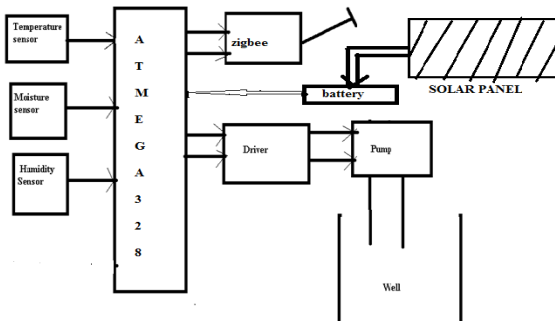 Temperature
sensor
Moisture
sensor
Humidity
Sensor
A
T
M
E
G
A
3
2
8
zigbee
battery
SOLAR PANEL
Driver
Pump
Well